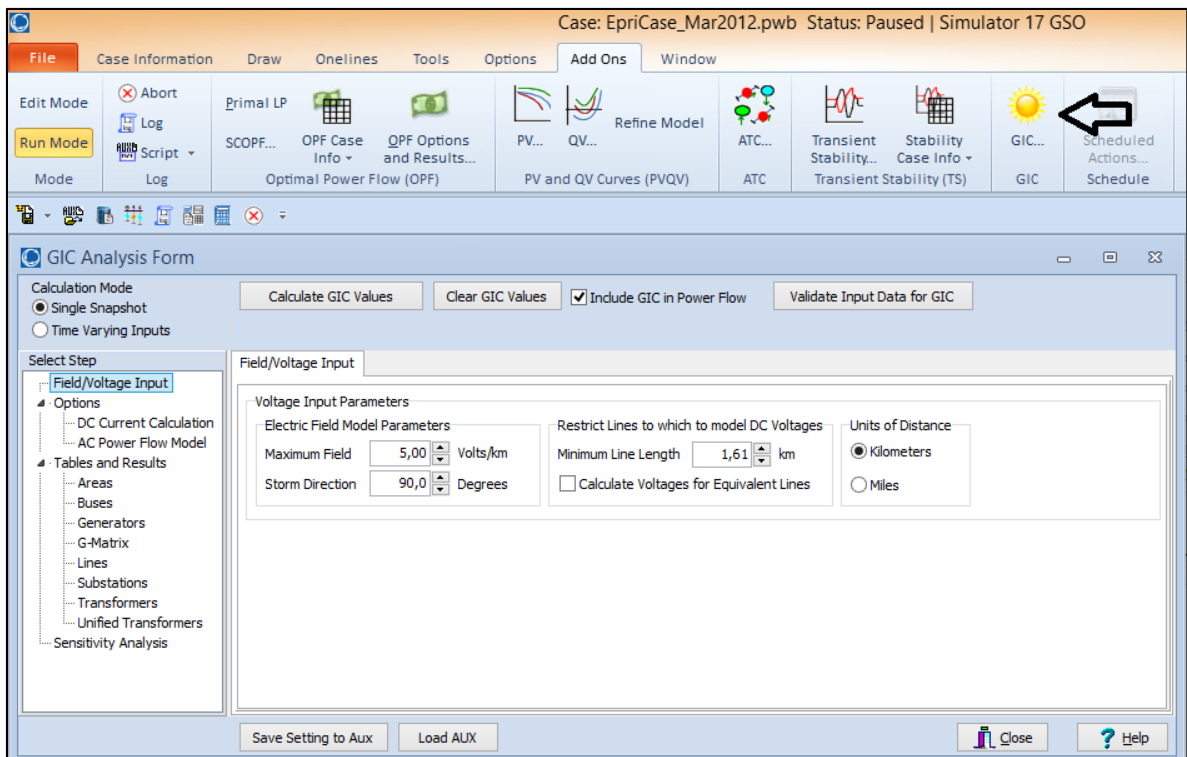 Case: EpriCase_Mar2012.pwb Status: Paused | Simulator 17 GSO
File Case Information Draw Onelines Tools Options Add Ons Window
Edit Mode
Run Mode
Mode
Abort
Log
Script
Log
Primal LP
SCOPF...
OPF Case
Info
OPF Options
and Results...
Optimal Power Flow (OPF)
PV...
QV...
Refine Model
PV and QV Curves (PVQV)
ATC...
ATC
Transient
Stability...
Stability
Case Info
Transient Stability (TS)
GIC...
GIC
Scheduled
Actions...
Schedule
GIC Analysis Form
Calculation Mode
Single Snapshot
Time Varying Inputs
Calculate GIC Values
Clear GIC Values
Include GIC in Power Flow
Validate Input Data for GIC
Select Step
Field/Voltage Input
Options
DC Current Calculation
AC Power Flow Model
Tables and Results
Areas
Buses
Generators
G-Matrix
Lines
Substations
Transformers
Unified Transformers
Sensitivity Analysis
Field/Voltage Input
Voltage Input Parameters
Electric Field Model Parameters
Maximum Field 5,00 Volts/km
Storm Direction 90,0 Degrees
Restrict Lines to which to model DC Voltages
Minimum Line Length 1,61 km
Calculate Voltages for Equivalent Lines
Units of Distance
Kilometers
Miles
Save Setting to Aux
Load AUX
Close
? Help